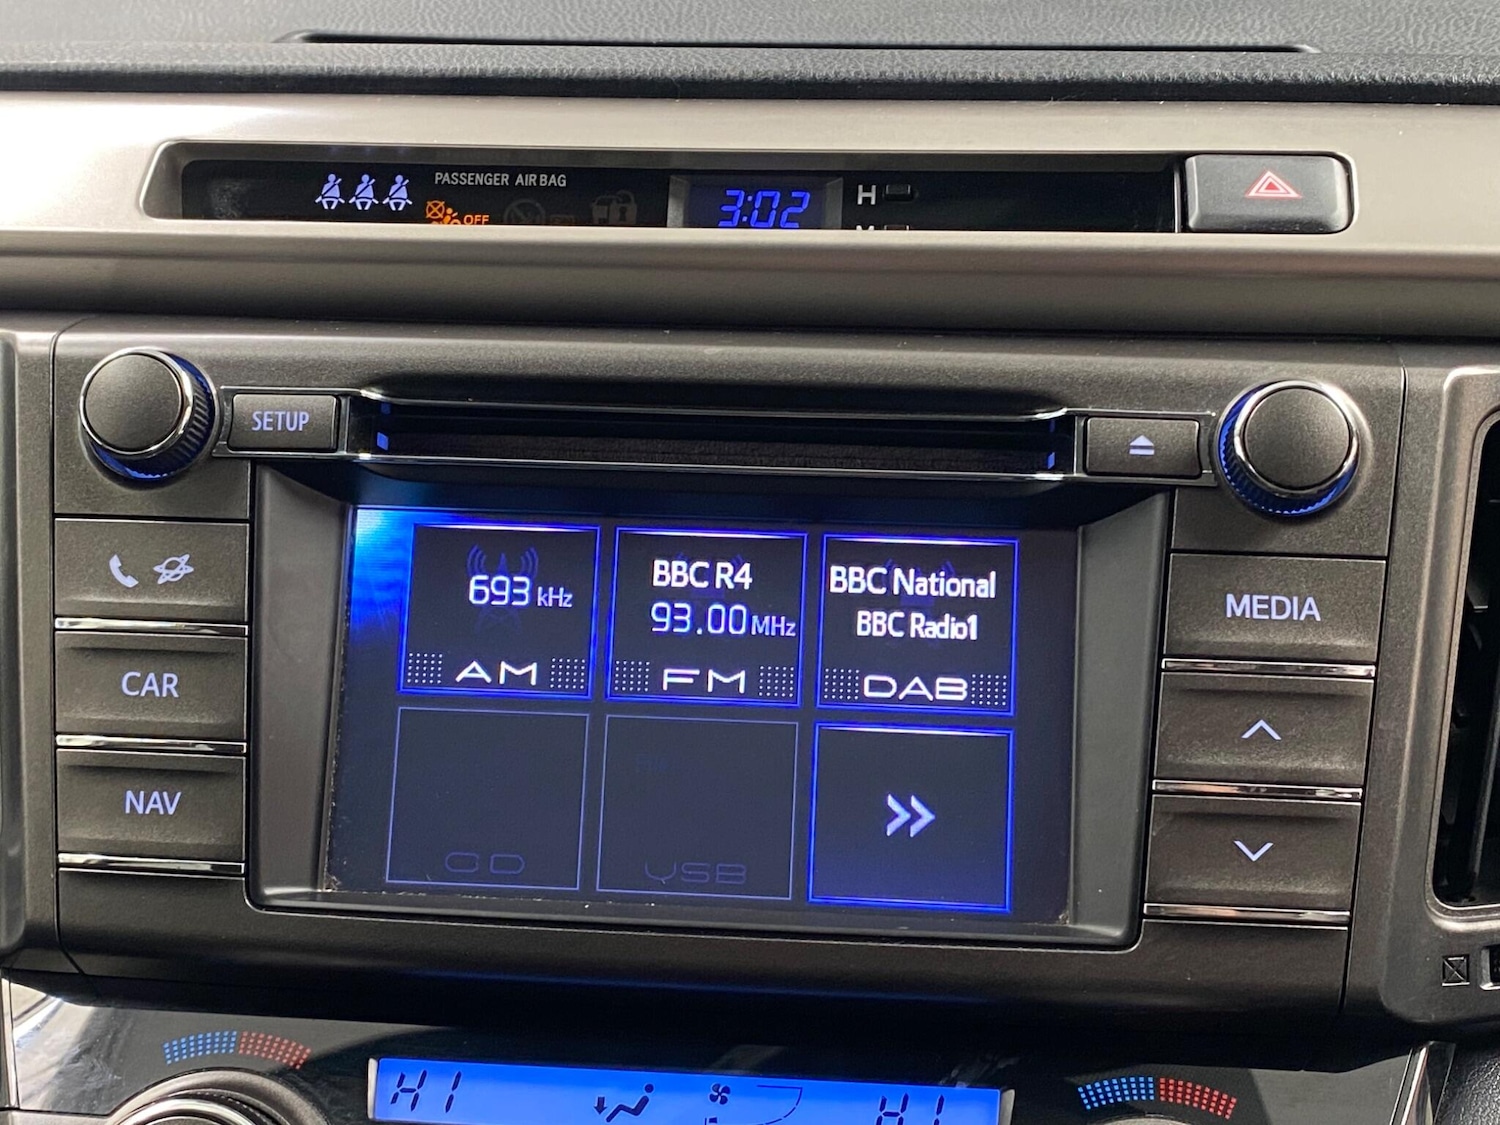 PASSENGER AIR BAG
OFF
3:02
H
SETUP
693 kHz
AM
BBC R4
93.00 MHz
FM
BBC National
BBC Radio1
DAB
CD
USB
CAR
NAV
MEDIA
HI
HI